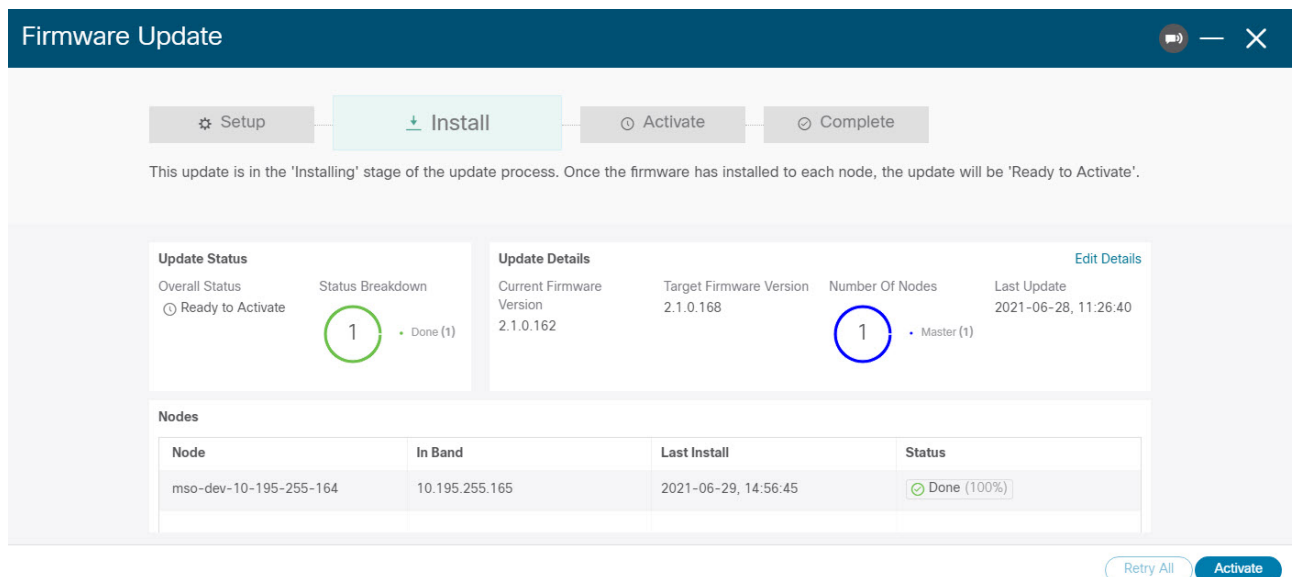 Firmware Update
Setup
Install
Activate
Complete
This update is in the 'Installing' stage of the update process. Once the firmware has installed to each node, the update will be 'Ready to Activate'.
Update Status
Overall Status
Ready to Activate
Status Breakdown
1
Done (1)
Update Details
Edit Details
Current Firmware
Version
2.1.0.162
Target Firmware Version
2.1.0.168
Number Of Nodes
1
Master (1)
Last Update
2021-06-28, 11:26:40
Nodes
Node In Band Last Install Status
mso-dev-10-195-255-164 10.195.255.165 2021-06-29, 14:56:45 Done (100%)
Retry All Activate